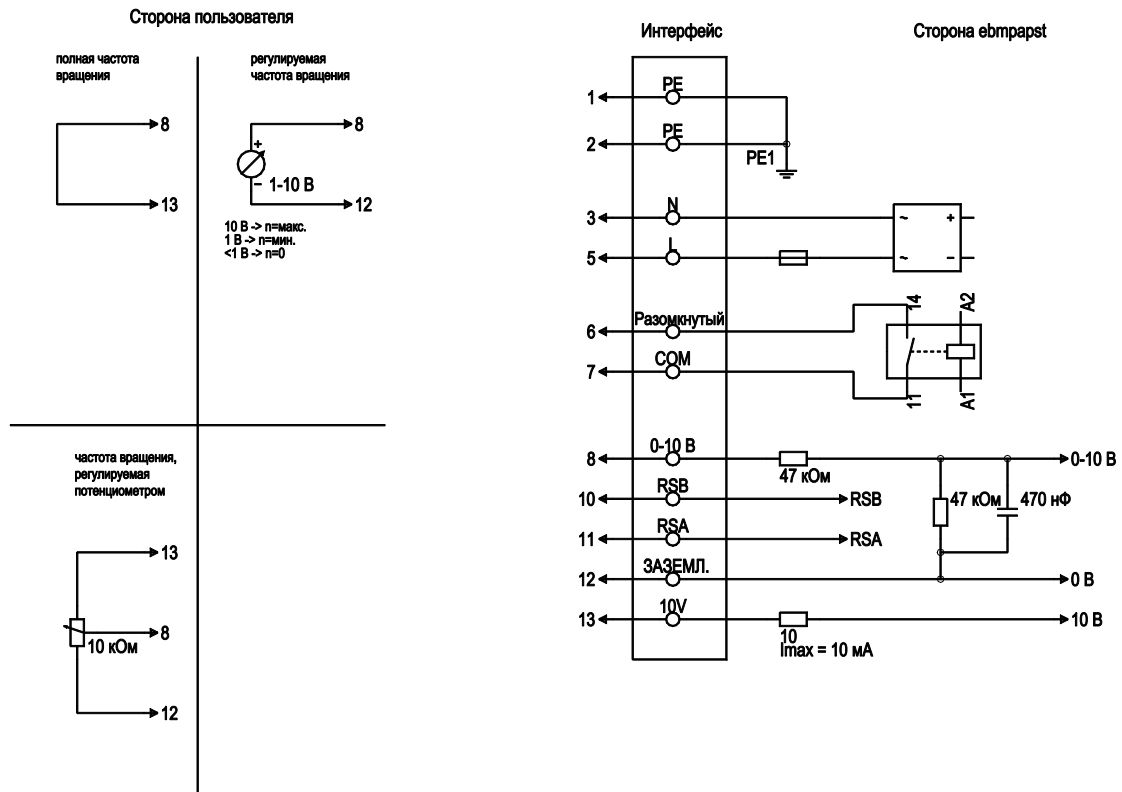 Сторона пользователя
полная частота
вращения
8
13
регулируемая
частота вращения
8
+
–
1-10 В
12
10 В -> n=макс.
1 В -> n=мин.
<1 В -> n=0
частота вращения,
регулируемая
потенциометром
13
8
10 кОм
12
Интерфейс
Сторона ebmpapst
1
PE
2
PE
PE1
3
N
~
+
5
L
~
–
6
Разомкнутый
14
A2
7
COM
11
A1
8
0-10 В
47 кОм
0-10 В
10
RSB
RSB
47 кОм
470 нФ
11
RSA
RSA
12
ЗАЗЕМЛ.
0 В
13
10V
10
Imax = 10 мА
10 В